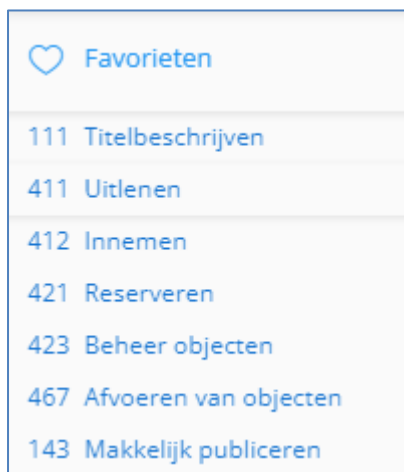 Favorieten
111 Titelbeschrijven
411 Uitlenen
412 Innemen
421 Reserveren
423 Beheer objecten
467 Afvoeren van objecten
143 Makkelijk publiceren